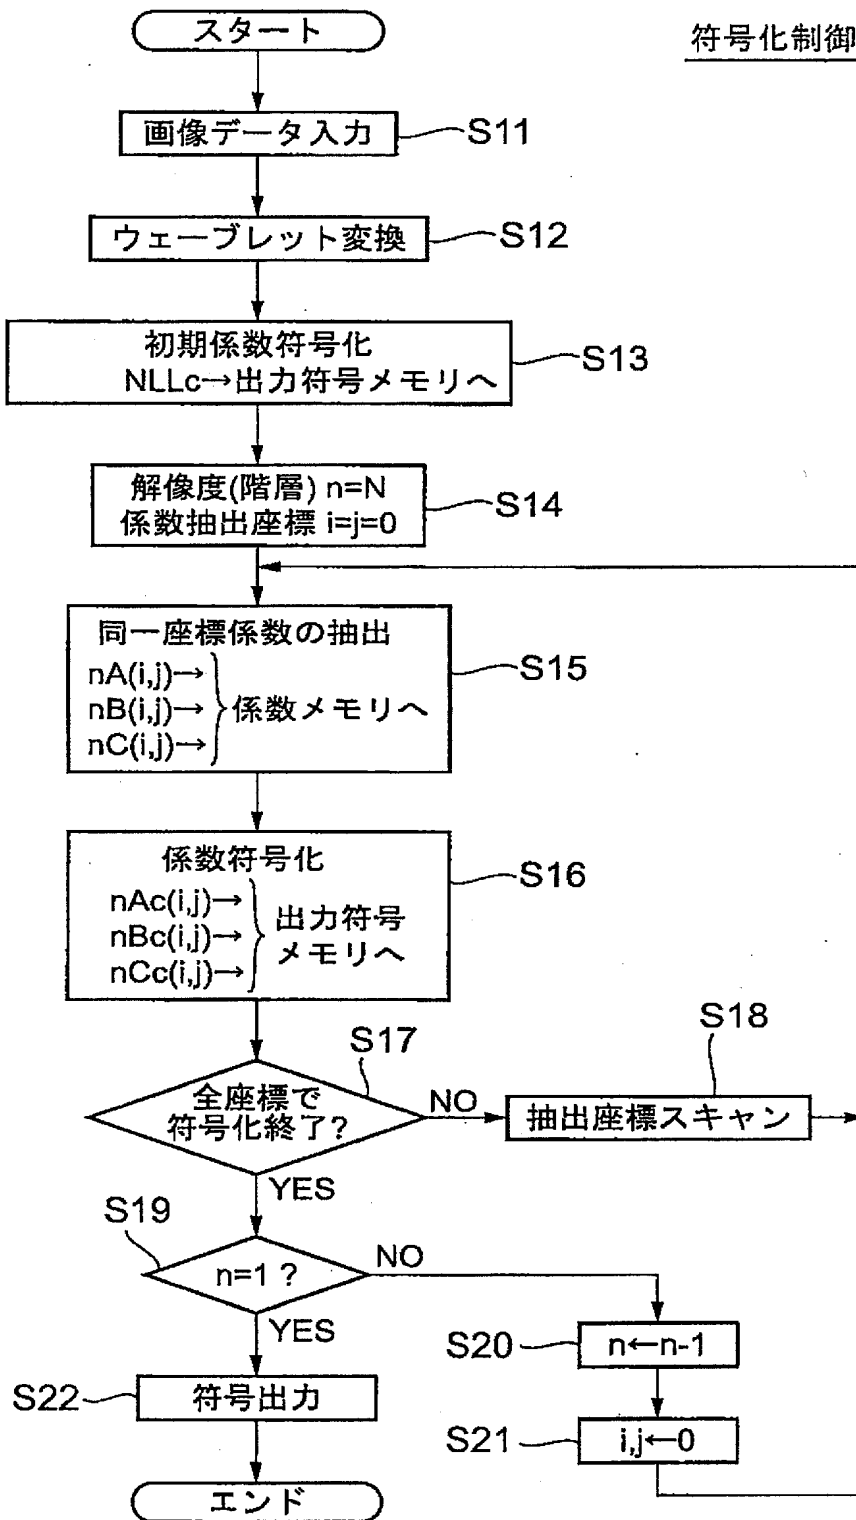 スタート
符号化制御
画像データ入力
S11
ウェーブレット変換
S12
初期係数符号化
NLLc→出力符号メモリへ
S13
解像度(階層) n=N
係数抽出座標 i=j=0
S14
同一座標係数の抽出
nA(i,j)→
nB(i,j)→
nC(i,j)→
係数メモリへ
S15
係数符号化
nAc(i,j)→
nBc(i,j)→
nCc(i,j)→
出力符号
メモリへ
S16
S17
全座標で
符号化終了?
NO
S18
抽出座標スキャン
YES
S19
n=1 ?
NO
YES
S20
n←n-1
S22
符号出力
S21
i,j←0
エンド